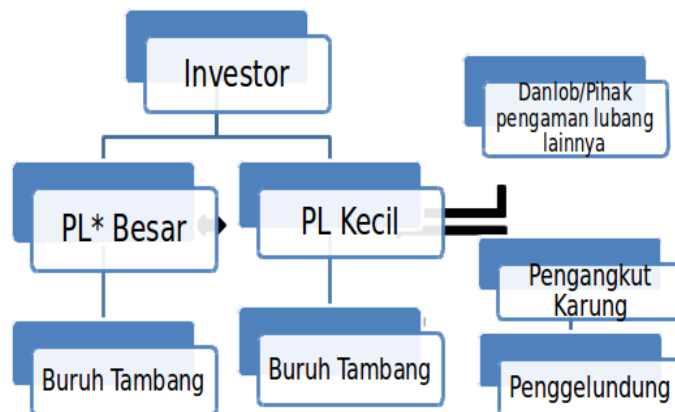 Investor
Danlob/Pihak
pengaman lubang
lainnya
PL* Besar
PL Kecil
Pengangkut
Karung
Buruh Tambang
Buruh Tambang
Penggelundung